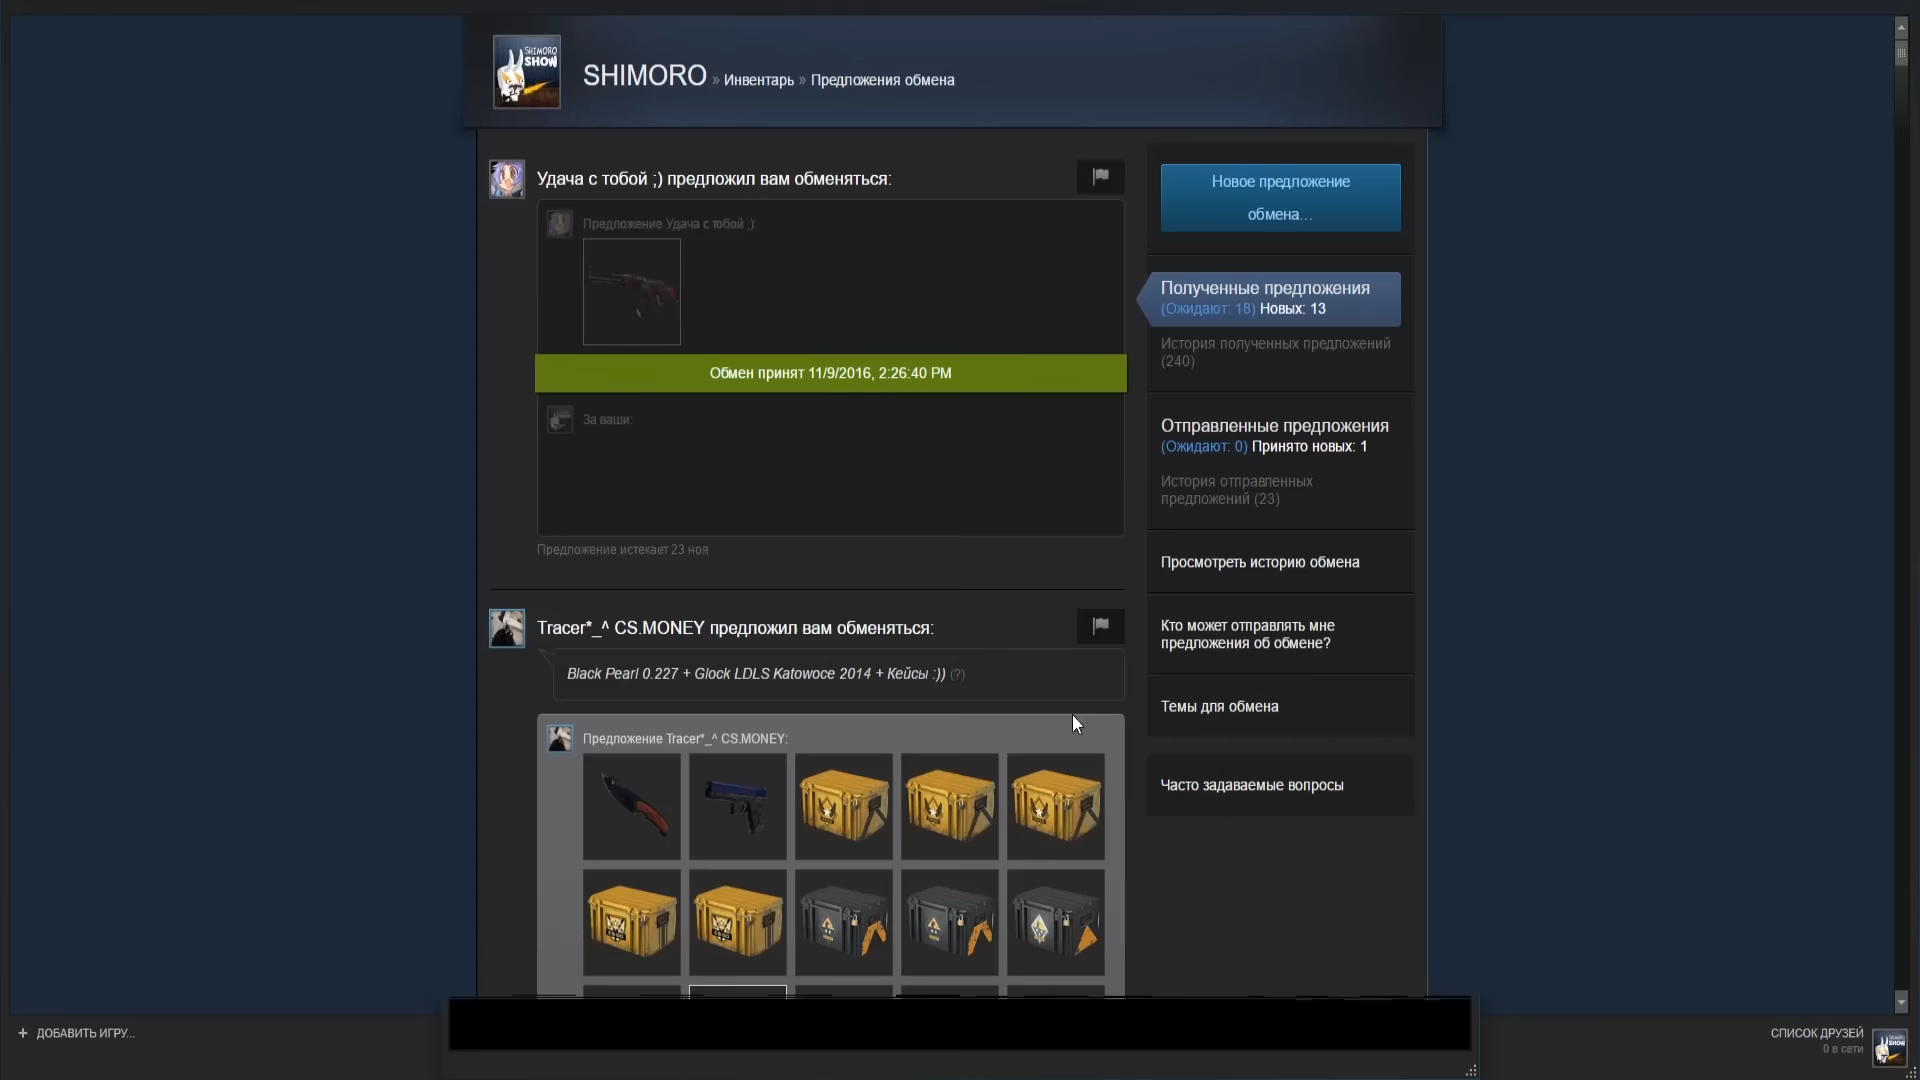 SHIMORO » Инвентарь » Предложения обмена
Удача с тобой ;) предложил вам обменяться:
Предложение Удача с тобой ;):
Обмен принят 11/9/2016, 2:26:40 PM
За ваши:
Предложение истекает 23 ноя
Tracer*_^ CS.MONEY предложил вам обменяться:
Black Pearl 0.227 + Glock LDLS Katowoce 2014 + Кейсы :)) (?)
Предложение Tracer*_^ CS.MONEY:
Новое предложение
обмена...
Полученные предложения
(Ожидают: 18) Новых: 13
История полученных предложений
(240)
Отправленные предложения
(Ожидают: 0) Принято новых: 1
История отправленных
предложений (23)
Просмотреть историю обмена
Кто может отправлять мне
предложения об обмене?
Темы для обмена
Часто задаваемые вопросы
+ ДОБАВИТЬ ИГРУ...
СПИСОК ДРУЗЕЙ
0 в сети
SHIMORO
SHOW